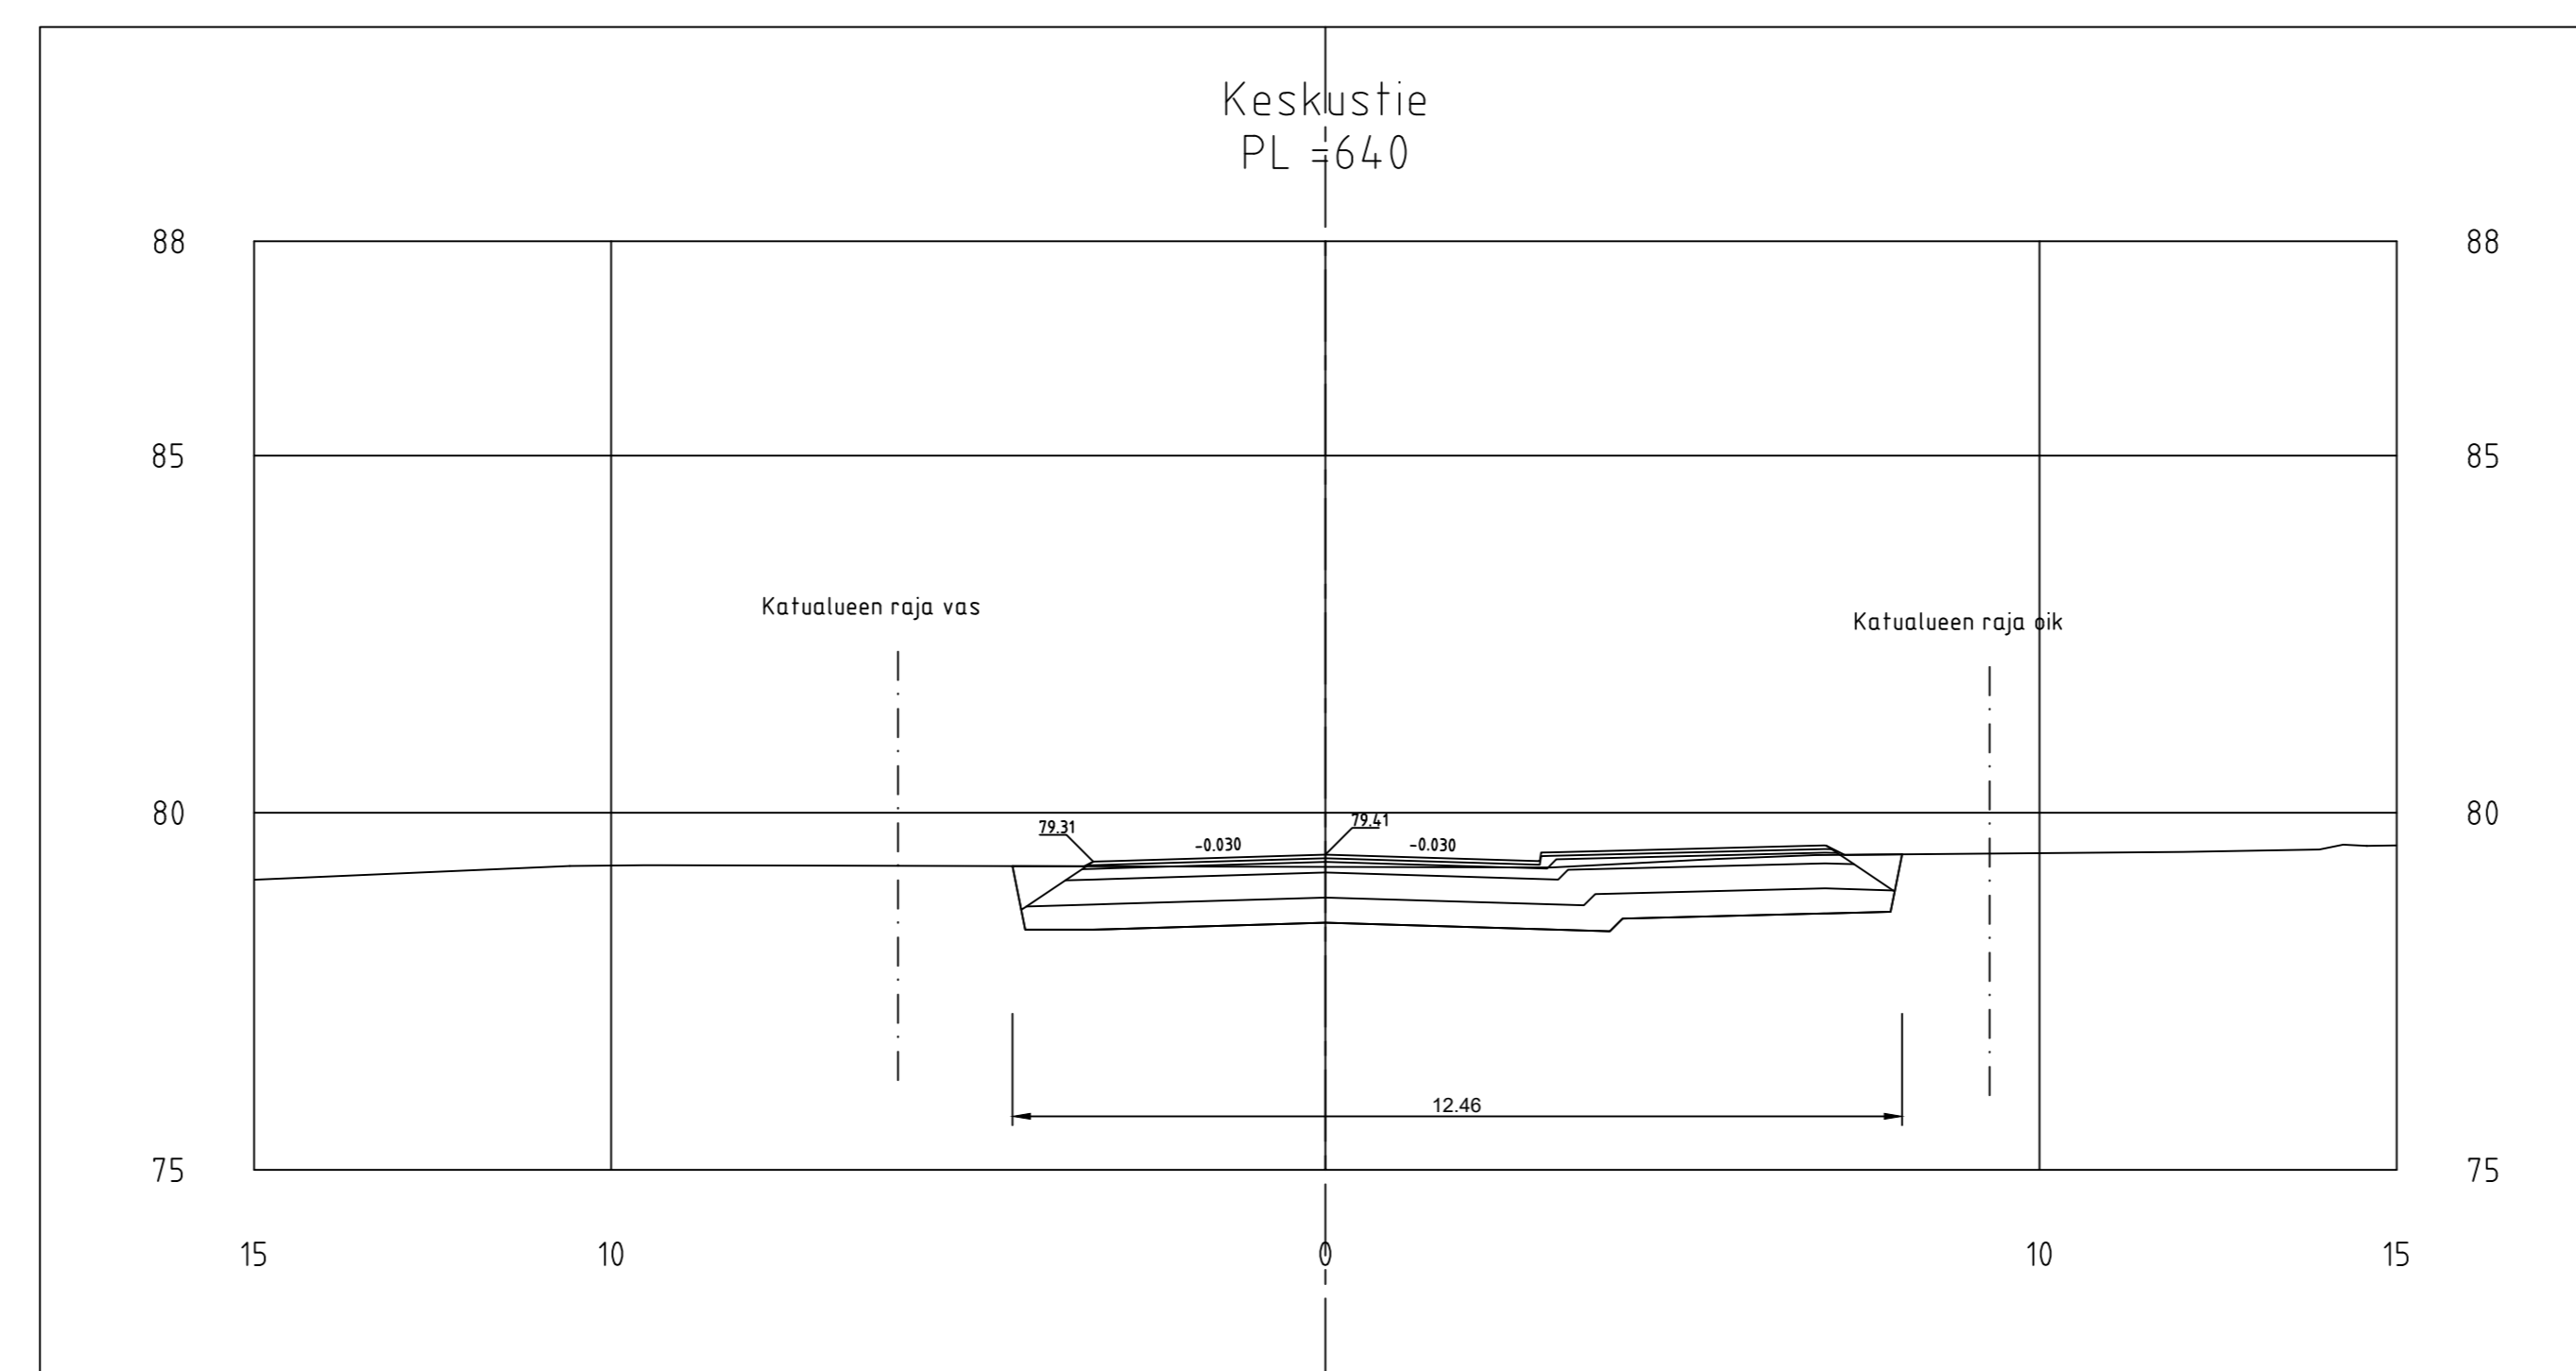 Keskustie
PL =640
88 88
85 85
Katualueen raja vas
Katualueen raja oik
80 80
79.31 -0.030 79.41 -0.030
12.46
75 75
15 10 0 10 15